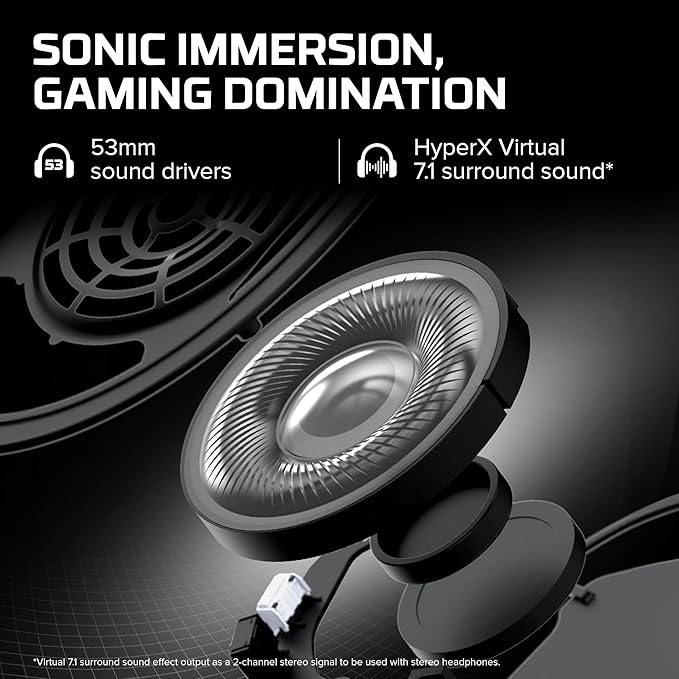 SONIC IMMERSION,
GAMING DOMINATION
53
53mm
sound drivers
HyperX Virtual
7.1 surround sound*
*Virtual 7.1 surround sound effect output as a 2-channel stereo signal to be used with stereo headphones.